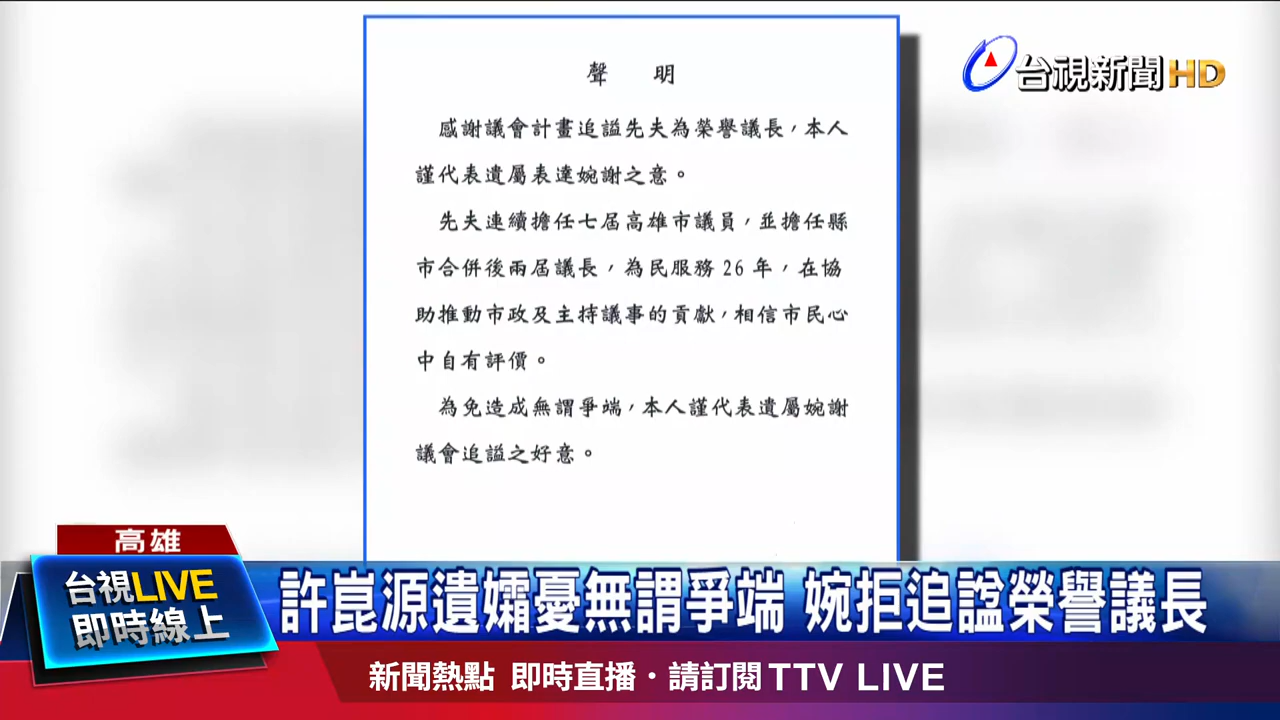 台視新聞HD
聲 明
感謝議會計畫追謚先夫為榮譽議長,本人
謹代表遺屬表達婉謝之意。
先夫連續擔任七屆高雄市議員,並擔任縣
市合併後兩屆議長,為民服務26年,在協
助推動市政及主持議事的貢獻,相信市民心
中自有評價。
為免造成無謂爭端,本人謹代表遺屬婉謝
議會追謚之好意。
高雄
台視LIVE
即時線上
許崑源遺孀憂無謂爭端 婉拒追諡榮譽議長
新聞熱點 即時直播・請訂閱TTV LIVE